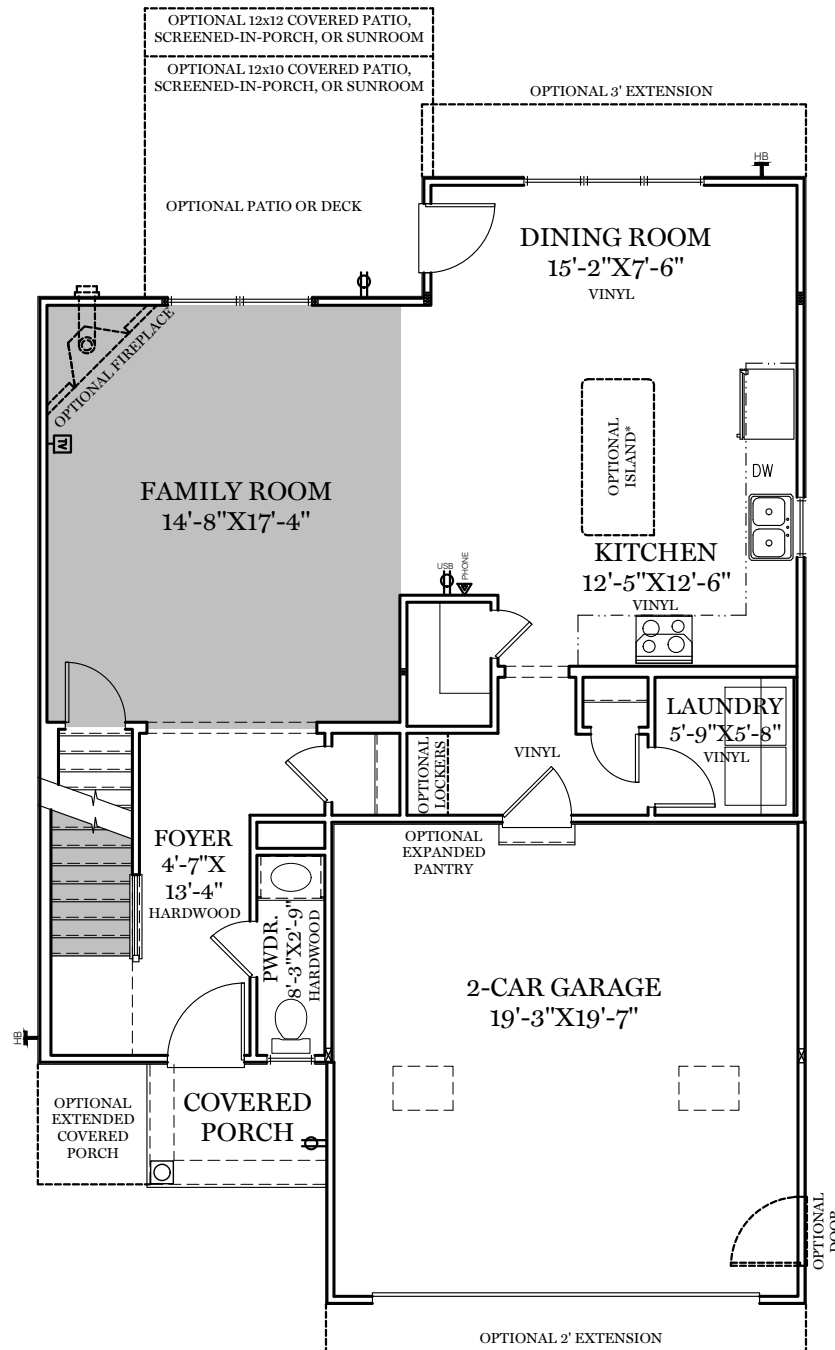 OPTIONAL 12x12 COVERED PATIO,
SCREENED-IN-PORCH, OR SUNROOM
OPTIONAL 12x10 COVERED PATIO,
SCREENED-IN-PORCH, OR SUNROOM
OPTIONAL 3' EXTENSION
HB
OPTIONAL PATIO OR DECK
DINING ROOM
15'-2"X7'-6"
VINYL
OPTIONAL FIREPLACE
TV
FAMILY ROOM
14'-8"X17'-4"
OPTIONAL
ISLAND*
DW
KITCHEN
12'-5"X12'-6"
VINYL
USB
PHONE
LAUNDRY
5'-9"X5'-8"
VINYL
VINYL
OPTIONAL
LOCKERS
OPTIONAL
EXPANDED
PANTRY
FOYER
4'-7"X
13'-4"
HARDWOOD
PWDR.
8'-3"X2'-9"
HARDWOOD
2-CAR GARAGE
19'-3"X19'-7"
HB
OPTIONAL
EXTENDED
COVERED
PORCH
COVERED
PORCH
OPTIONAL
DOOR
OPTIONAL 2' EXTENSION